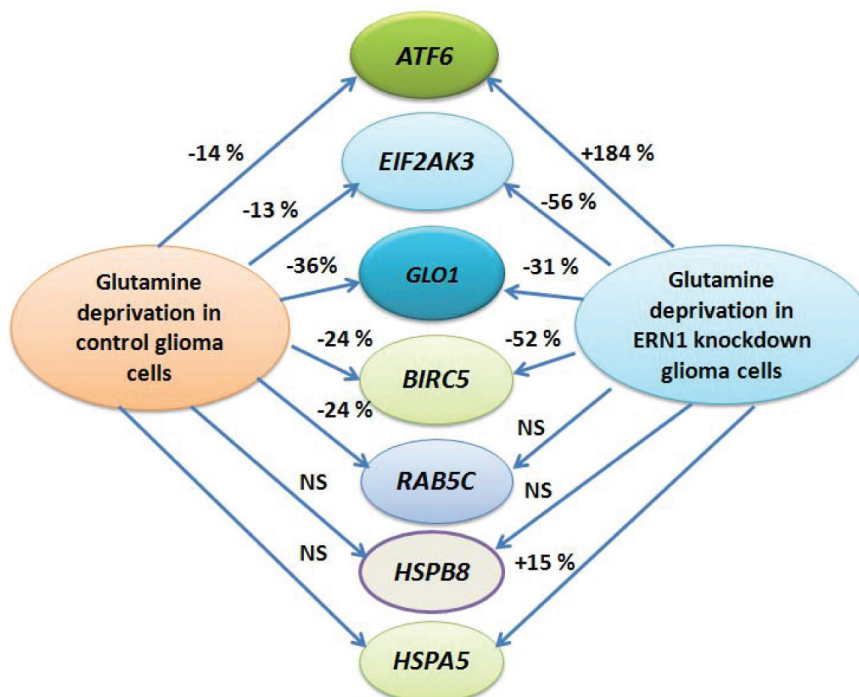 ATF6
-14 %
+184 %
EIF2AK3
-13 %
-56 %
-36%
GLO1
-31 %
Glutamine
deprivation in
control glioma
cells
Glutamine
deprivation in
ERN1 knockdown
glioma cells
-24 %
-52 %
BIRC5
-24 %
NS
RAB5C
NS
NS
HSPB8
NS
+15 %
HSPA5